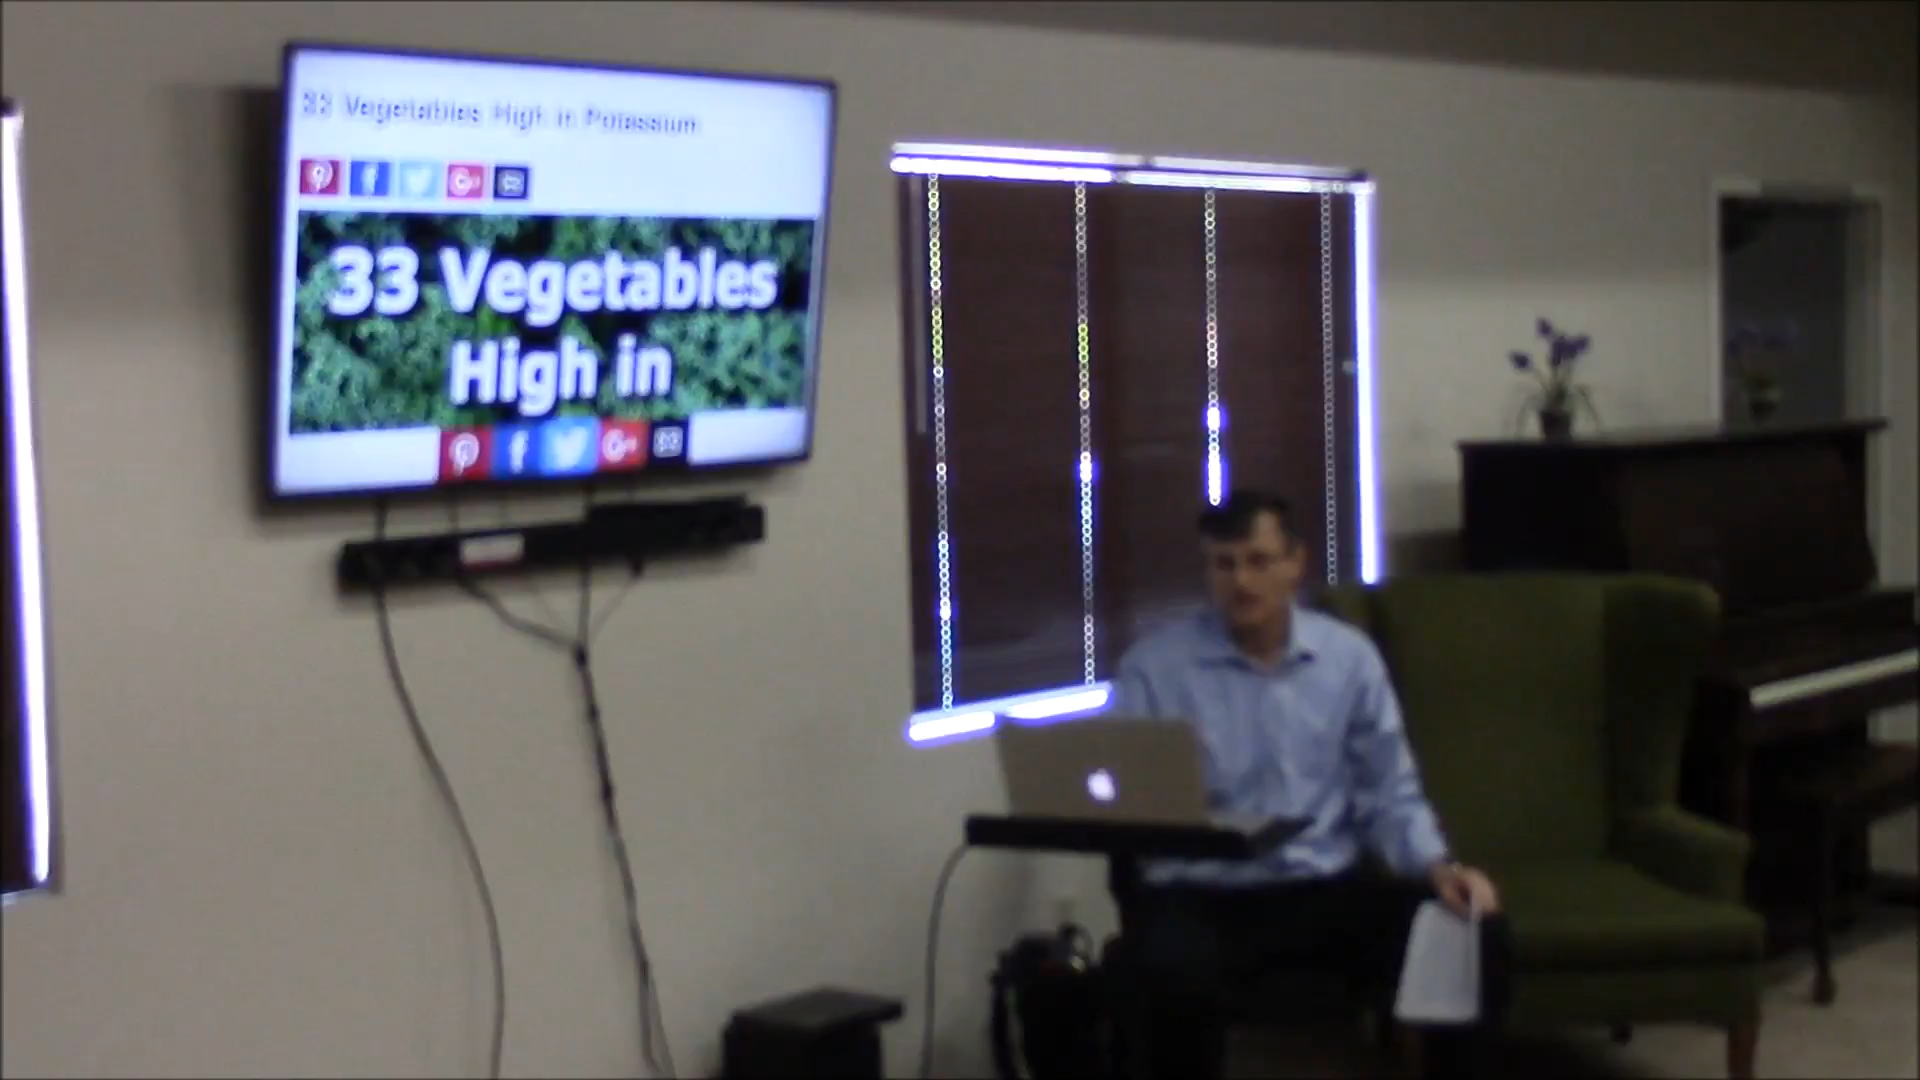 33 Vegetables High in Potassium
33 Vegetables
High in